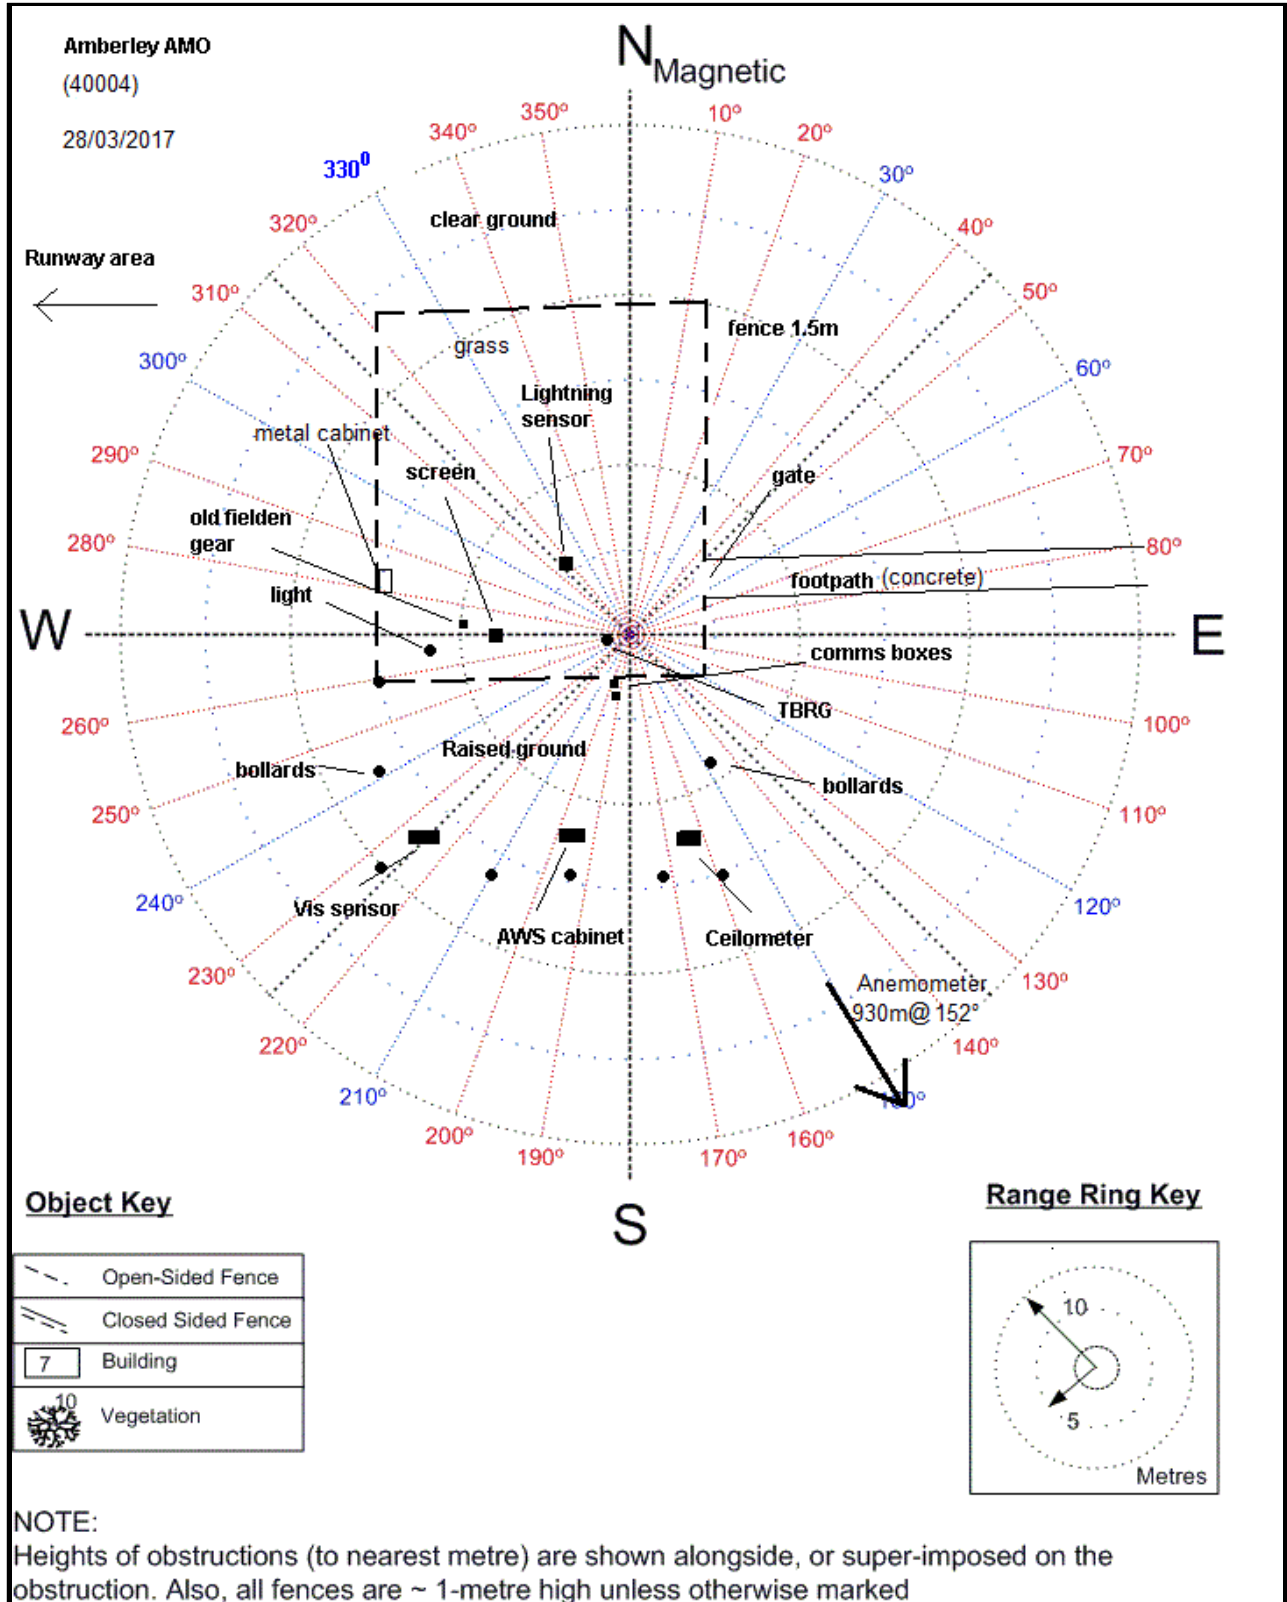 Amberley AMO
(40004)
28/03/2017
N
Magnetic
350º
10º
340º
20º
330⁰
30º
320º
40º
clear ground
Runway area
310º
50º
fence 1.5m
grass
300º
60º
Lightning
sensor
metal cabinet
290º
70º
screen
gate
old fielden
gear
280º
80º
footpath (concrete)
light
W
E
comms boxes
TBRG
260º
100º
Raised ground
bollards
bollards
250º
110º
240º
120º
Vis sensor
AWS cabinet
Ceilometer
230º
130º
Anemometer
930m@ 152°
220º
140º
210º
200º
160º
190º
170º
S
Object Key
Open-Sided Fence
Closed Sided Fence
7 Building
10
Vegetation
Range Ring Key
10
5
Metres
NOTE:
Heights of obstructions (to nearest metre) are shown alongside, or super-imposed on the
obstruction. Also, all fences are ~ 1-metre high unless otherwise marked